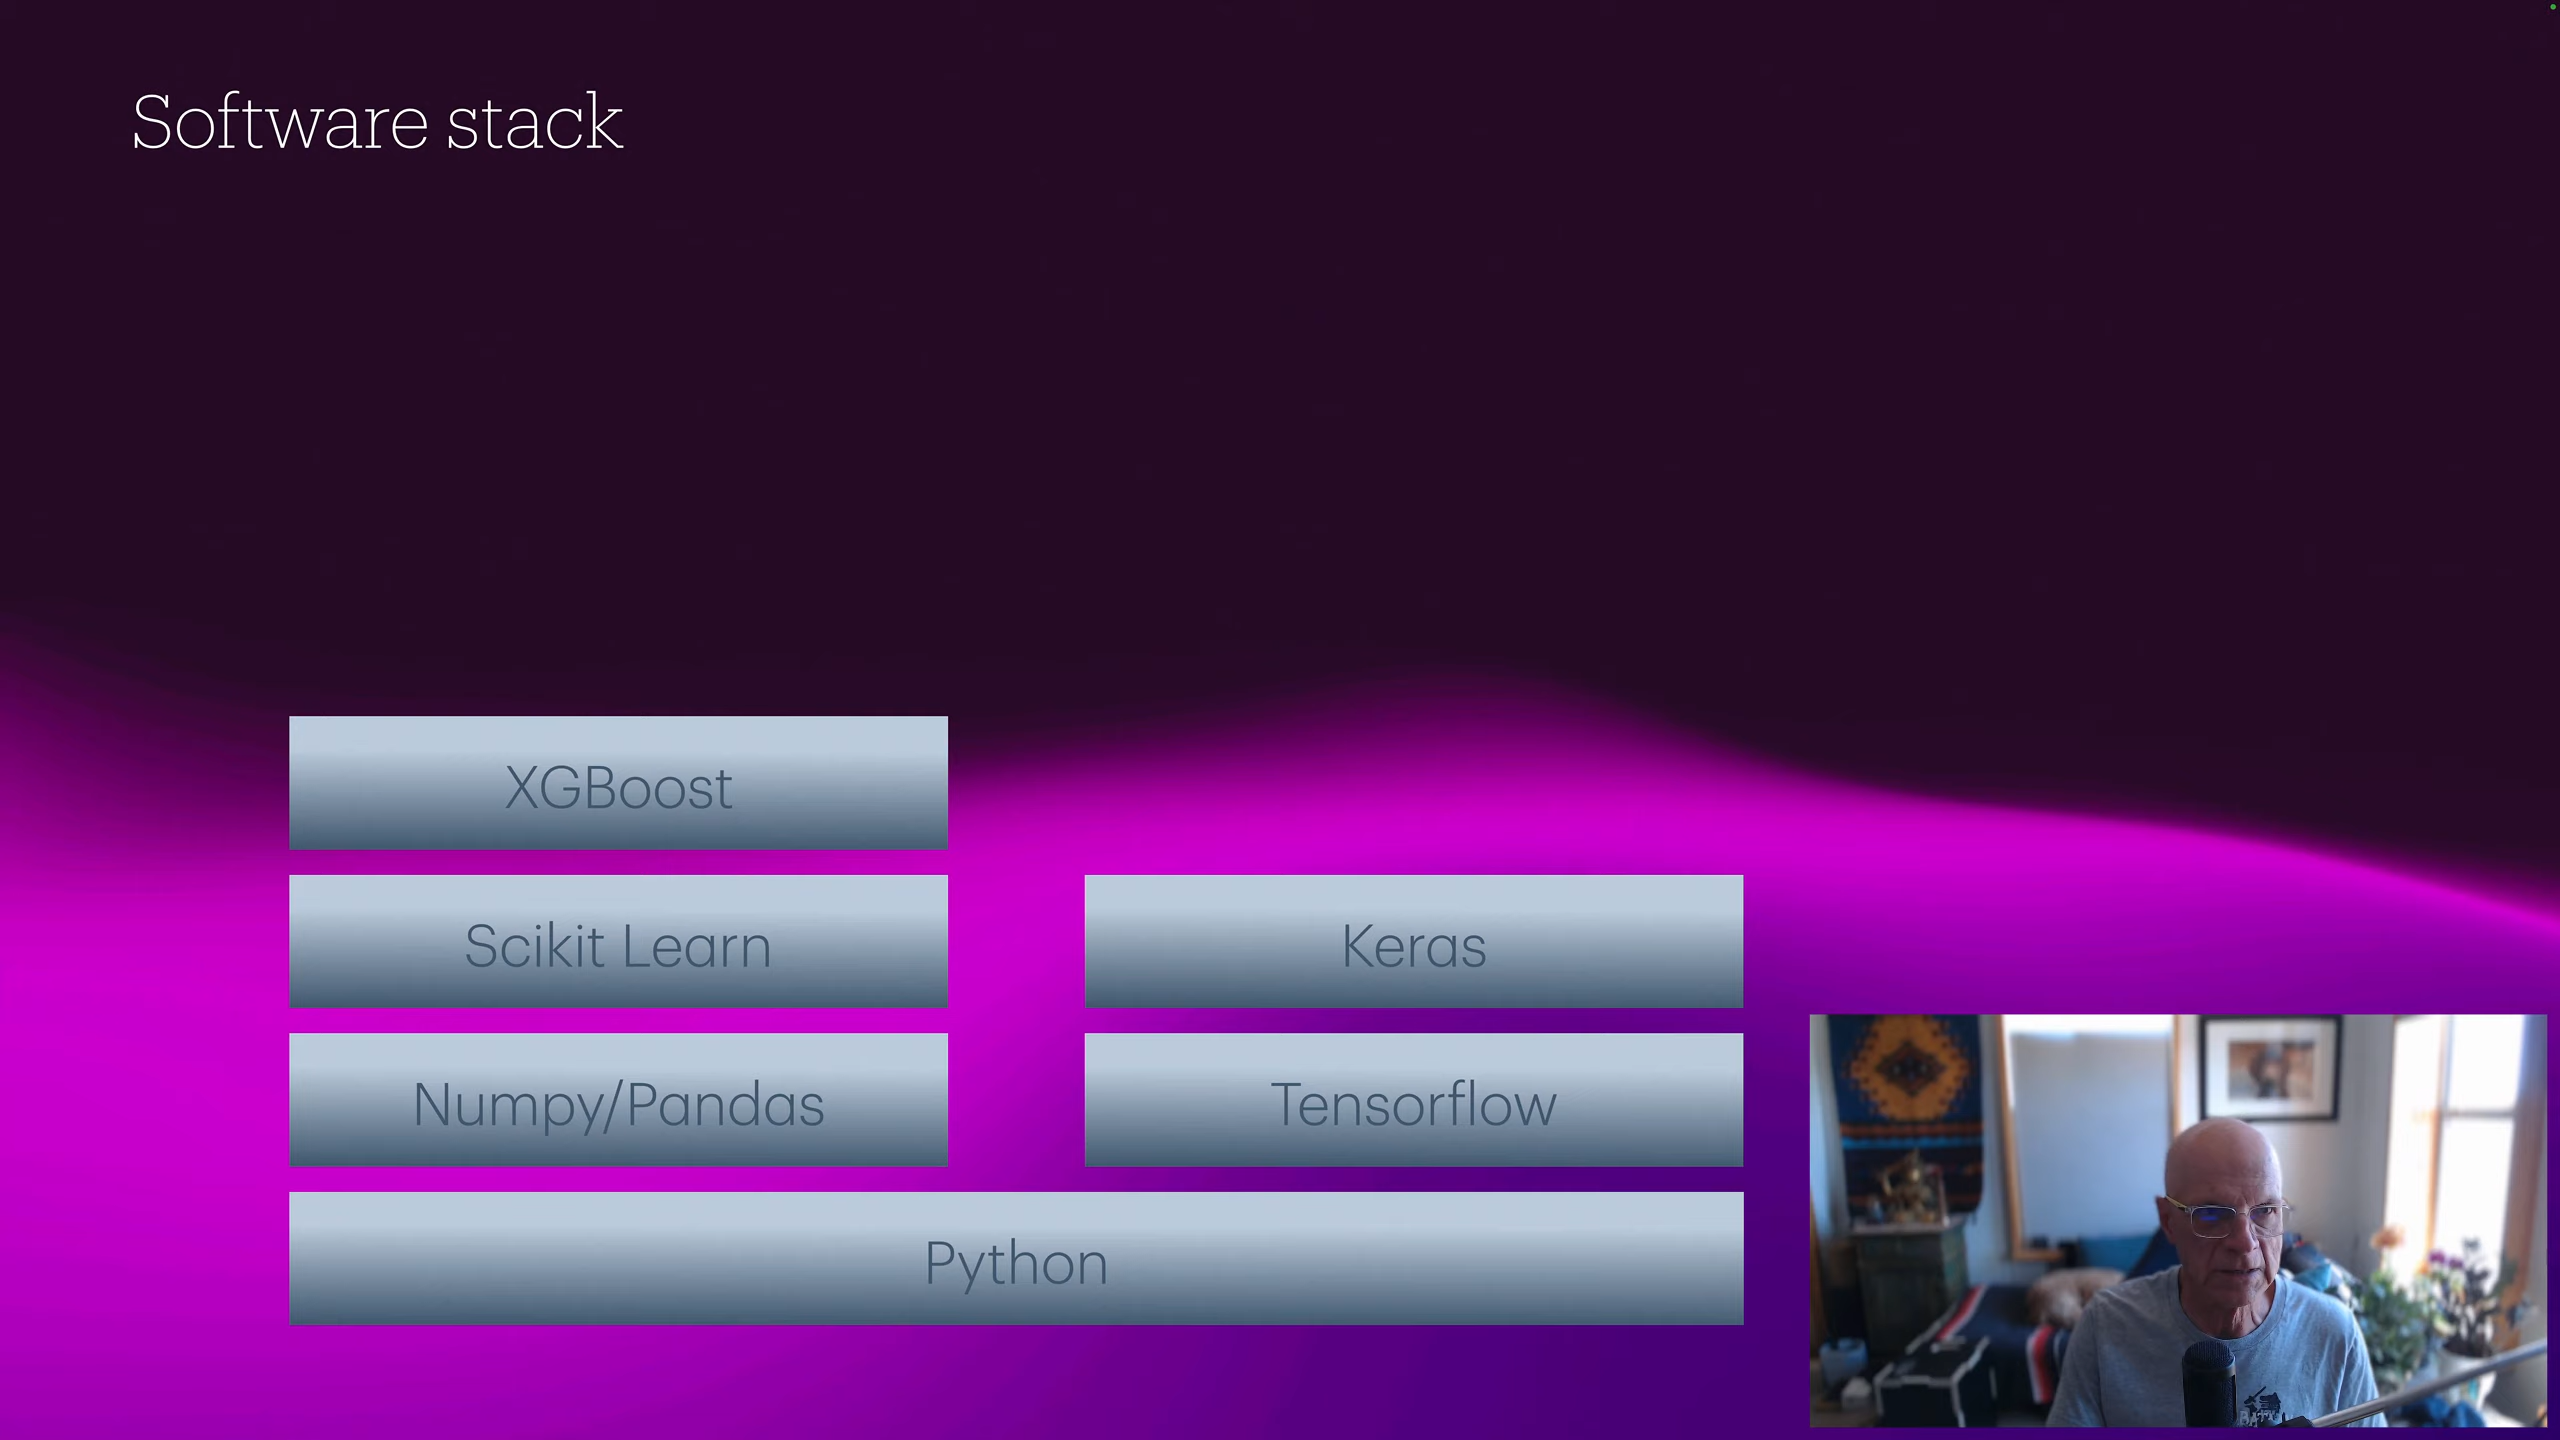 Software stack
XGBoost
Scikit Learn
Keras
Numpy/Pandas
Tensorflow
Python